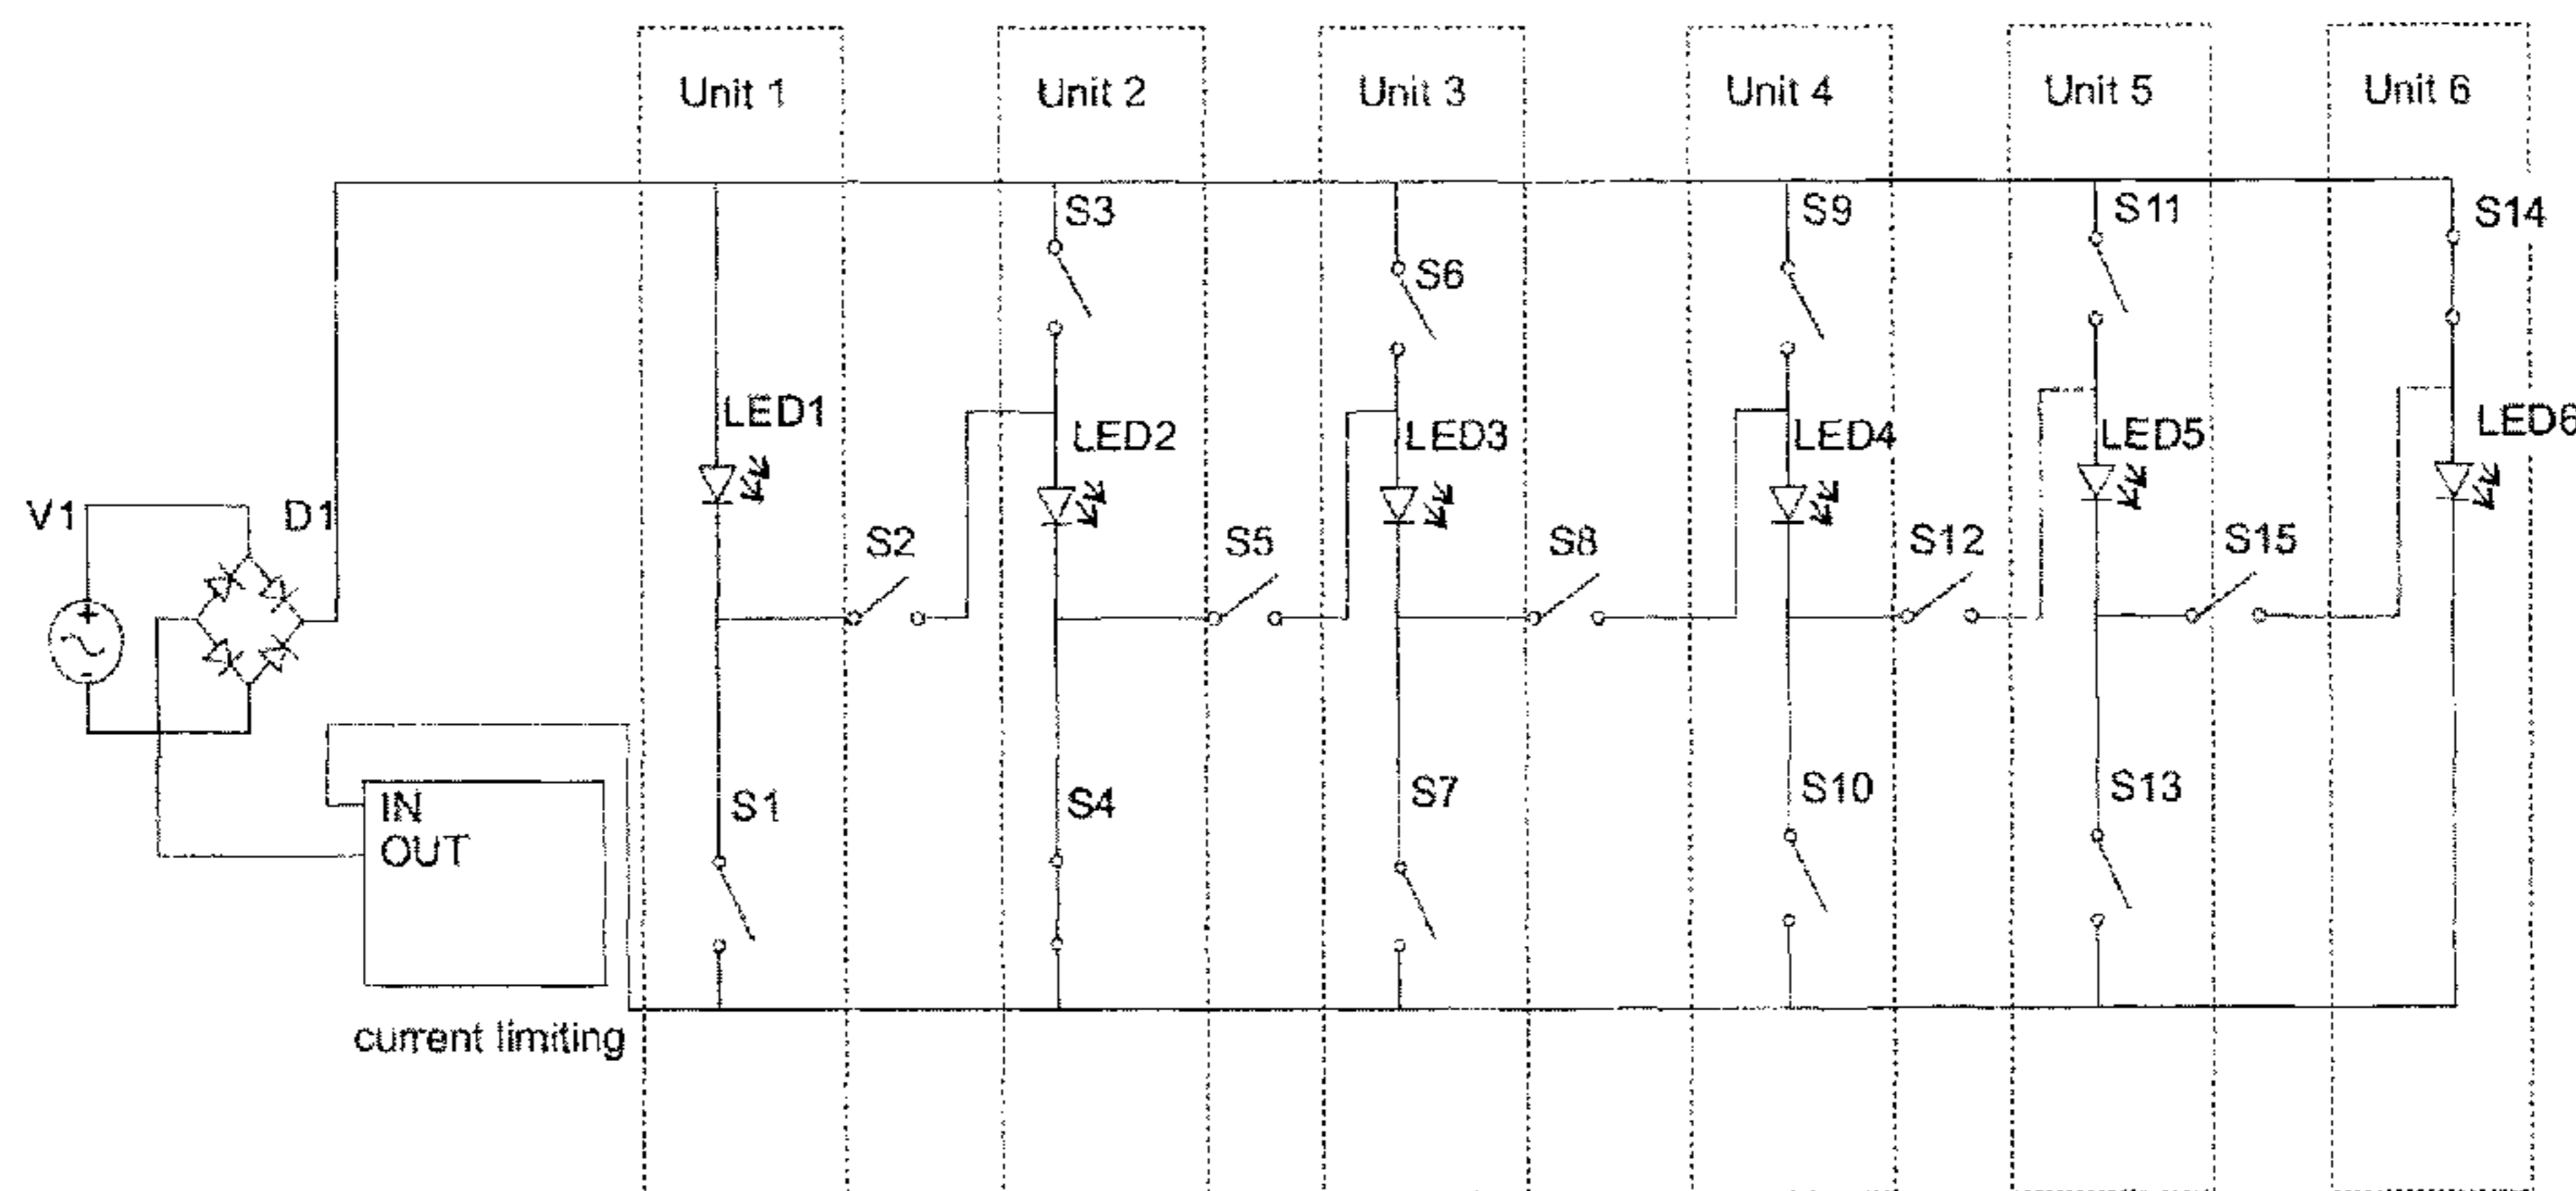 Unit 1
Unit 2
Unit 3
Unit 4
Unit 5
Unit 6
S3
S9
S11
S14
S6
LED1
LED2
LED3
LED4
LED5
LED6
V1
D1
+
-
S2
S5
S8
S12
S15
IN
OUT
S1
S4
S7
S10
S13
current limiting